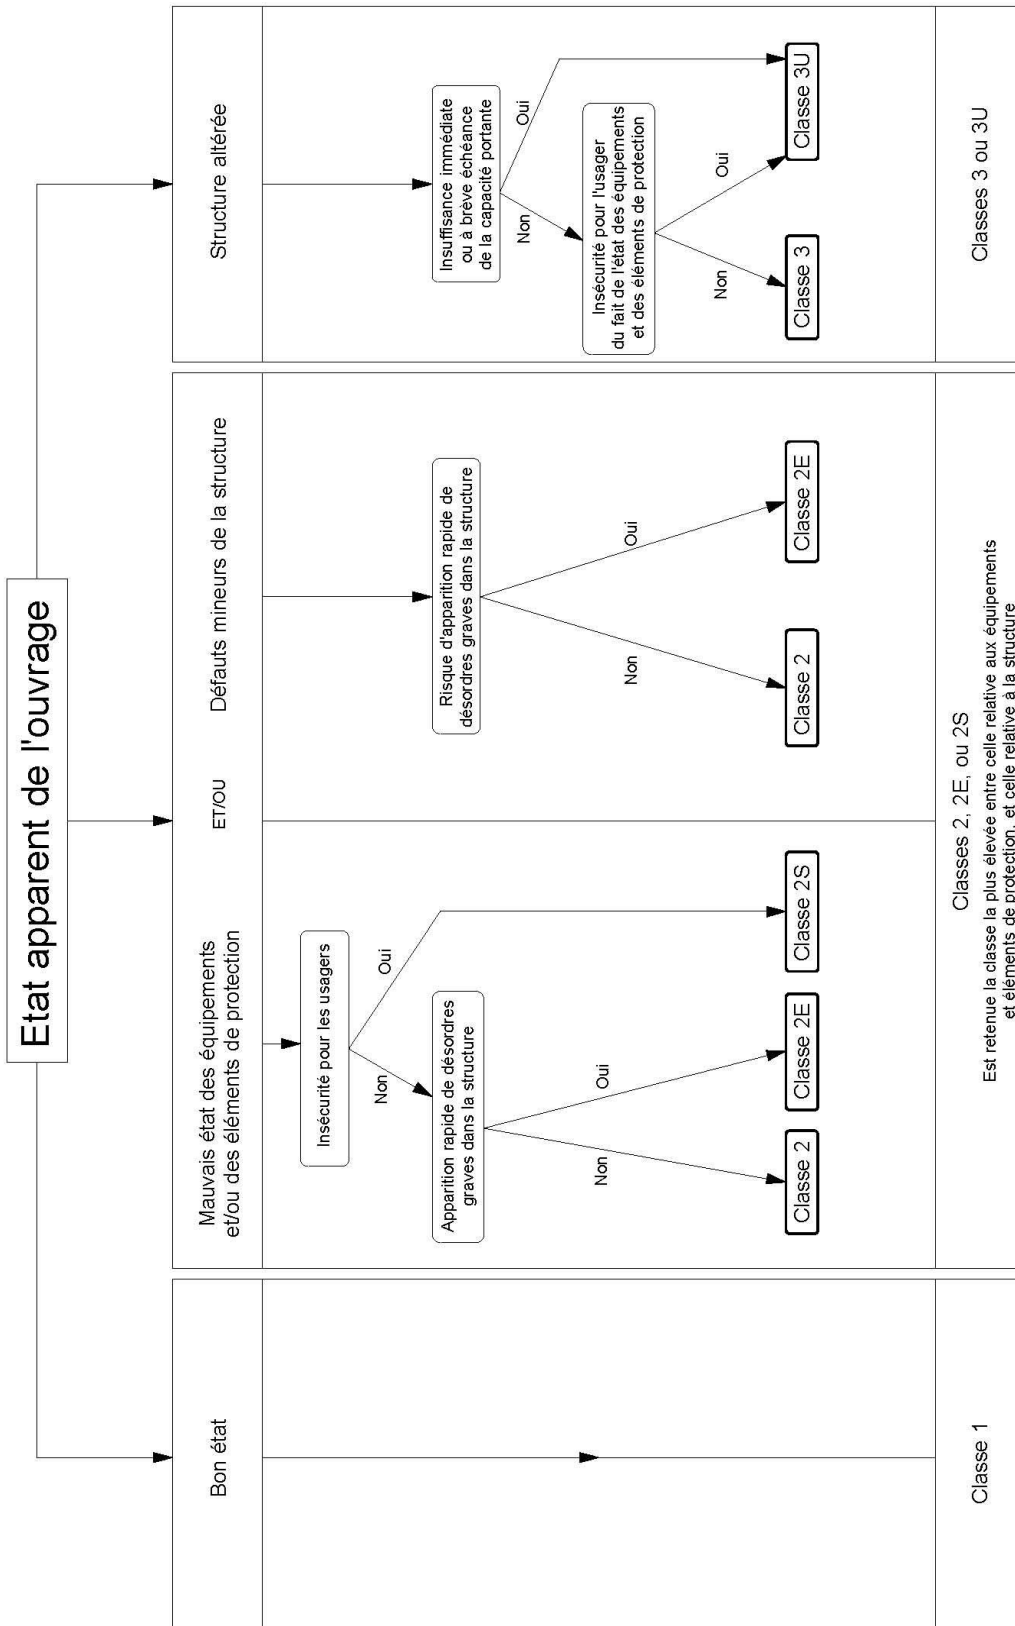 Etat apparent de l'ouvrage
Bon état
Mauvais état des équipements
et/ou des éléments de protection
ET/OU
Défauts mineurs de la structure
Structure altérée
Insécurité pour les usagers
Non
Oui
Apparition rapide de désordres
graves dans la structure
Non
Oui
Classe 2
Classe 2E
Classe 2S
Risque d'apparition rapide de
désordres graves dans la structure
Non
Oui
Classe 2
Classe 2E
Insuffisance immédiate
ou à brève échéance
de la capacité portante
Non
Oui
Insécurité pour l'usager
du fait de l'état des équipements
et des éléments de protection
Non
Oui
Classe 3
Classe 3U
Classe 1
Classes 2, 2E, ou 2S
Est retenue la classe la plus élevée entre celle relative aux équipements
et éléments de protection, et celle relative à la structure
Classes 3 ou 3U